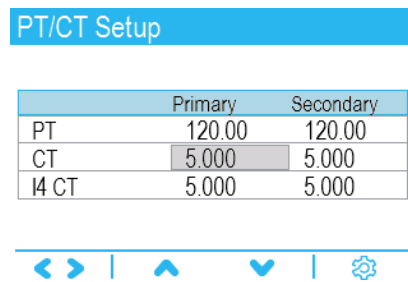 PT/CT Setup
Primary Secondary
PT 120.00 120.00
CT 5.000 5.000
I4 CT 5.000 5.000